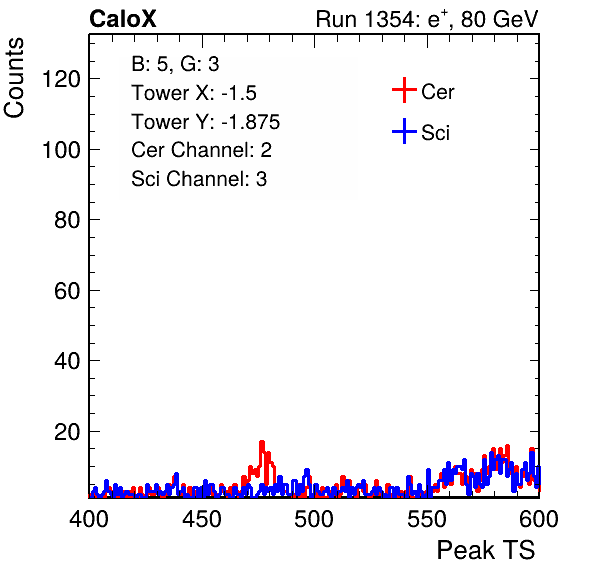 CaloX
Run 1354: e+, 80 GeV
Counts
B: 5, G: 3
Tower X: -1.5
Tower Y: -1.875
Cer Channel: 2
Sci Channel: 3
Cer
Sci
120
100
80
60
40
20
400 450 500 550 600
Peak TS